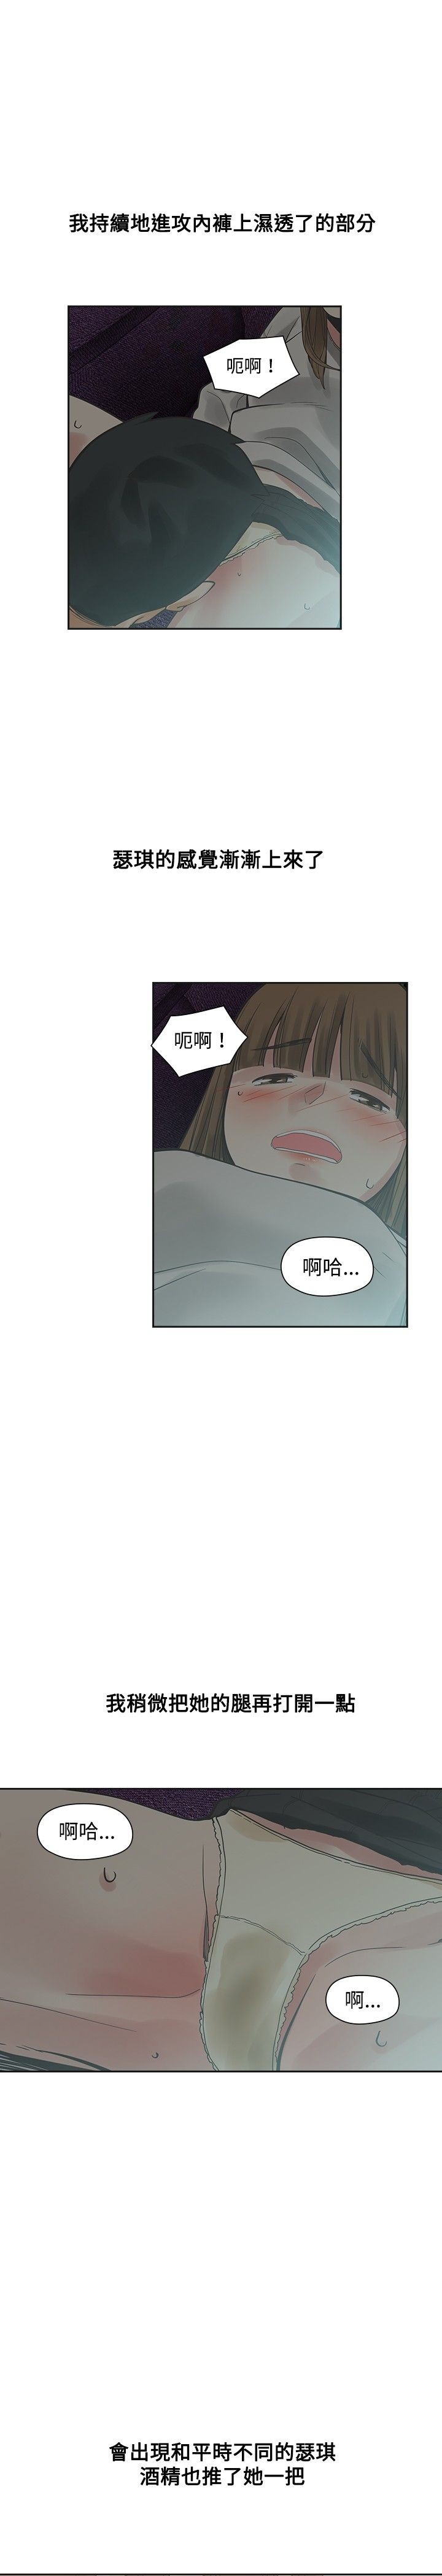 我持續地進攻內褲上濕透了的部分
呃啊！
瑟琪的感覺漸漸上來了
呃啊！
啊哈...
我稍微把她的腿再打開一點
啊哈...
啊...
會出現和平時不同的瑟琪
酒精也推了她一把